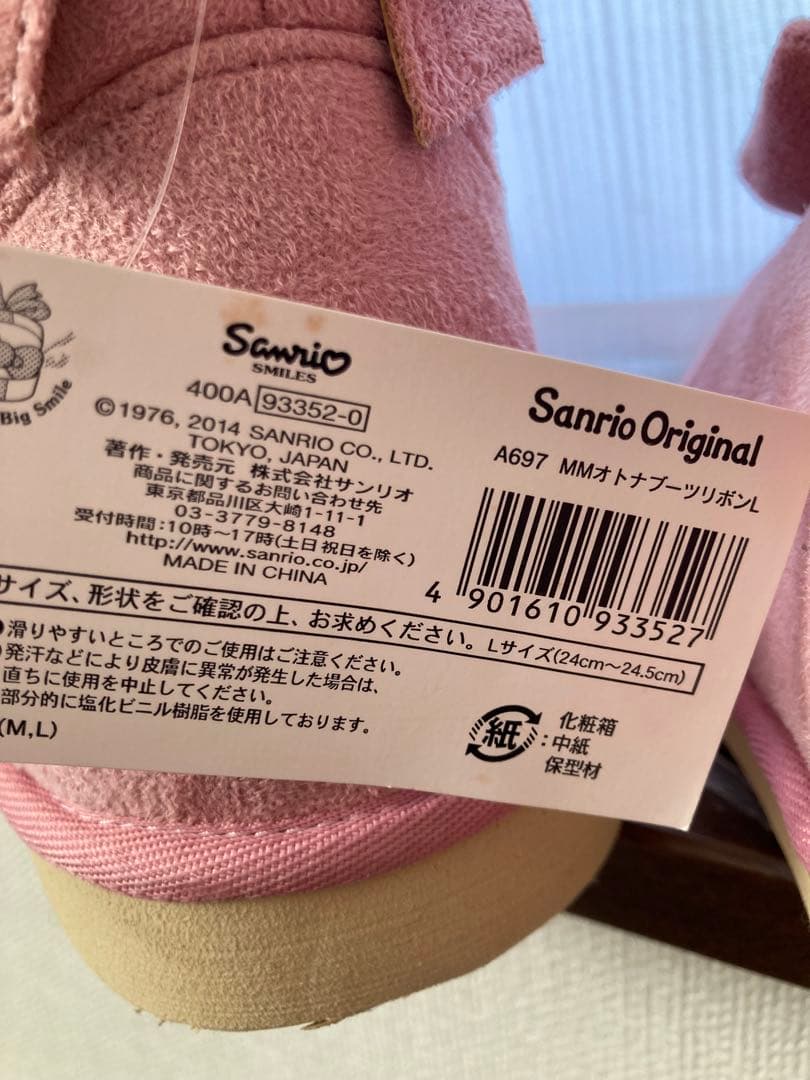 Big Smile
Sanrio
SMILES
400A 93352-0
©1976, 2014 SANRIO CO., LTD.
TOKYO, JAPAN
著作・発売元 株式会社サンリオ
商品に関するお問い合わせ先
東京都品川区大崎1-11-1
03-3779-8148
受付時間:10時~17時(土日祝日を除く)
http://www.sanrio.co.jp/
MADE IN CHINA
Sanrio Original
A697 MMオトナブーツリボンL
4 901610 933527
サイズ、形状をご確認の上、お求めください。Lサイズ(24cm~24.5cm)
滑りやすいところでのご使用はご注意ください。
発汗などにより皮膚に異常が発生した場合は、
直ちに使用を中止してください。
部分的に塩化ビニル樹脂を使用しております。
(M,L)
紙:化粧箱
中紙
保型材